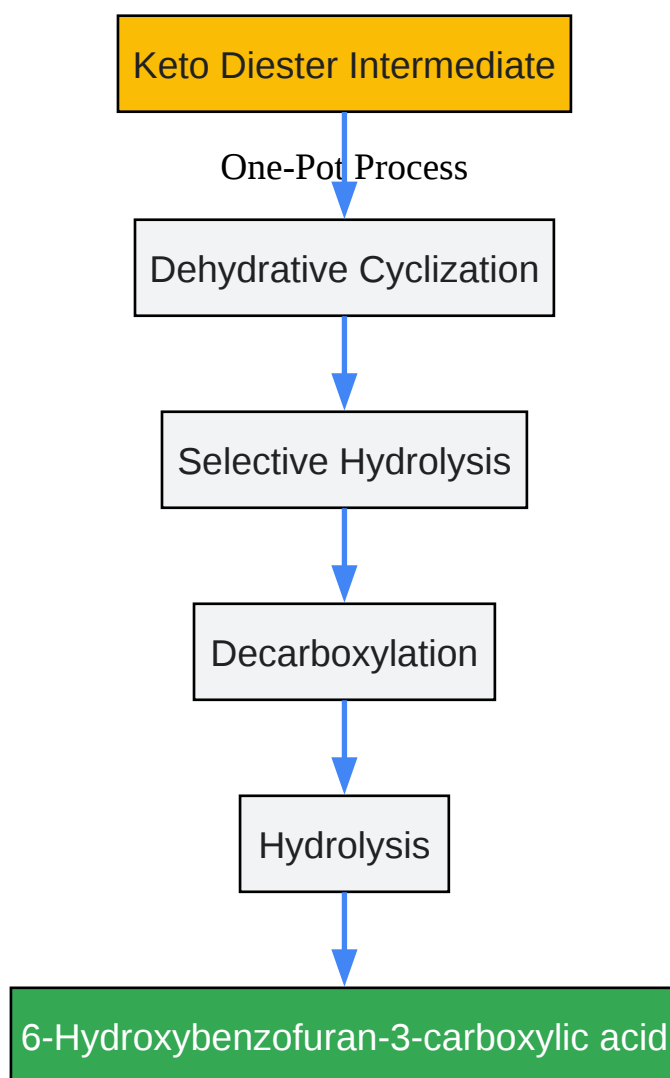 Keto Diester Intermediate
One-Pot Process
Dehydrative Cyclization
Selective Hydrolysis
Decarboxylation
Hydrolysis
6-Hydroxybenzofuran-3-carboxylic acid